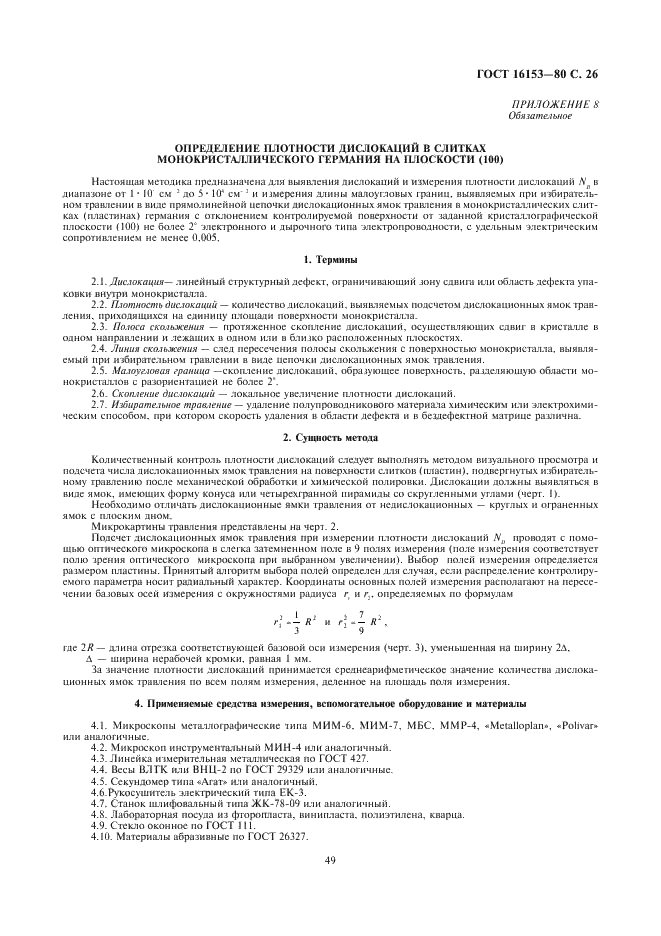 ГОСТ 16153—80 С. 26
ПРИЛОЖЕНИЕ 8
Обязательное
ОПРЕДЕЛЕНИЕ ПЛОТНОСТИ ДИСЛОКАЦИЙ В СЛИТКАХ
МОНОКРИСТАЛЛИЧЕСКОГО ГЕРМАНИЯ НА ПЛОСКОСТИ (100)
Настоящая методика предназначена для выявления дислокаций и измерения плотности дислокаций N_D в
диапазоне от 1 · 10 см⁻² до 5 · 10⁴ см⁻² и измерения длины малоугловых границ, выявляемых при избиратель-
ном травлении в виде прямолинейной цепочки дислокационных ямок травления в монокристаллических слит-
ках (пластинах) германия с отклонением контролируемой поверхности от заданной кристаллографической
плоскости (100) не более 2° электронного и дырочного типа электропроводности, с удельным электрическим
сопротивлением не менее 0,005.
1. Термины
2.1. Дислокация— линейный структурный дефект, ограничивающий зону сдвига или область дефекта упа-
ковки внутри монокристалла.
2.2. Плотность дислокаций — количество дислокаций, выявляемых подсчетом дислокационных ямок трав-
ления, приходящихся на единицу площади поверхности монокристалла.
2.3. Полоса скольжения — протяженное скопление дислокаций, осуществляющих сдвиг в кристалле в
одном направлении и лежащих в одном или в близко расположенных плоскостях.
2.4. Линия скольжения — след пересечения полосы скольжения с поверхностью монокристалла, выявля-
емый при избирательном травлении в виде цепочки дислокационных ямок травления.
2.5. Малоугловая граница —скопление дислокаций, образующее поверхность, разделяющую области мо-
нокристаллов с разориентацией не более 2°.
2.6. Скопление дислокаций — локальное увеличение плотности дислокаций.
2.7. Избирательное травление — удаление полупроводникового материала химическим или электрохими-
ческим способом, при котором скорость удаления в области дефекта и в бездефектной матрице различна.
2. Сущность метода
Количественный контроль плотности дислокаций следует выполнять методом визуального просмотра и
подсчета числа дислокационных ямок травления на поверхности слитков (пластин), подвергнутых избиратель-
ному травлению после механической обработки и химической полировки. Дислокации должны выявляться в
виде ямок, имеющих форму конуса или четырехгранной пирамиды со скругленными углами (черт. 1).
Необходимо отличать дислокационные ямки травления от недислокационных — круглых и ограненных
ямок с плоским дном.
Микрокартины травления представлены на черт. 2.
Подсчет дислокационных ямок травления при измерении плотности дислокаций N_D проводят с помо-
щью оптического микроскопа в слегка затемненном поле в 9 полях измерения (поле измерения соответствует
полю зрения оптического микроскопа при выбранном увеличении). Выбор полей измерения определяется
размером пластины. Принятый алгоритм выбора полей определен для случая, если распределение контролиру-
емого параметра носит радиальный характер. Координаты основных полей измерения располагают на пересе-
чении базовых осей измерения с окружностями радиуса r₁ и r₂, определяемых по формулам
r₁² = 1/3 R² и r₂² = 7/9 R²,
где 2R — длина отрезка соответствующей базовой оси измерения (черт. 3), уменьшенная на ширину 2Δ,
Δ — ширина нерабочей кромки, равная 1 мм.
За значение плотности дислокаций принимается среднеарифметическое значение количества дислока-
ционных ямок травления по всем полям измерения, деленное на площадь поля измерения.
4. Применяемые средства измерения, вспомогательное оборудование и материалы
4.1. Микроскопы металлографические типа МИМ-6, МИМ-7, МБС, ММР-4, «Metalloplan», «Polivar»
или аналогичные.
4.2. Микроскоп инструментальный МИН-4 или аналогичный.
4.3. Линейка измерительная металлическая по ГОСТ 427.
4.4. Весы ВЛТК или ВНЦ-2 по ГОСТ 29329 или аналогичные.
4.5. Секундомер типа «Агат» или аналогичный.
4.6.Рукосушитель электрический типа ЕК-3.
4.7. Станок шлифовальный типа ЖК-78-09 или аналогичный.
4.8. Лабораторная посуда из фторопласта, винипласта, полиэтилена, кварца.
4.9. Стекло оконное по ГОСТ 111.
4.10. Материалы абразивные по ГОСТ 26327.
49